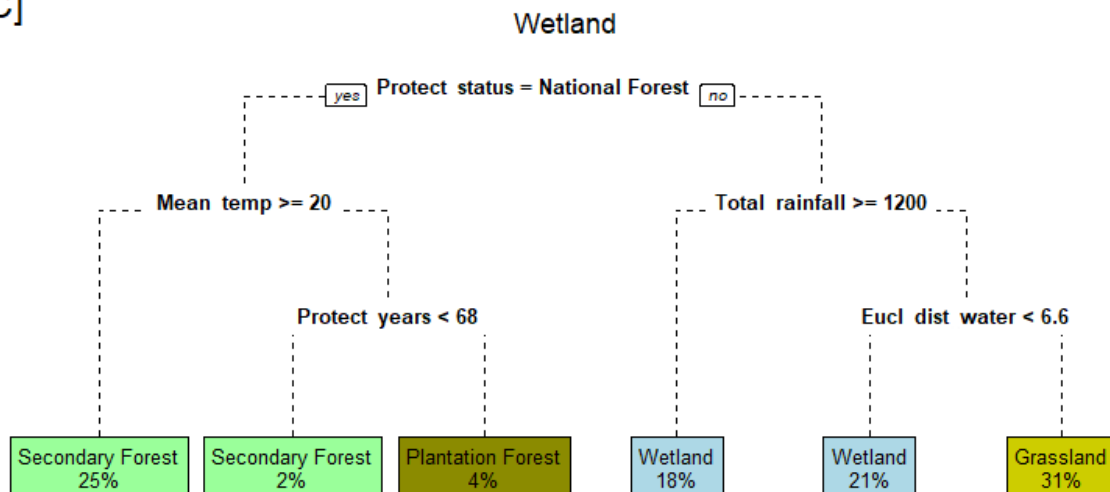 C]
Wetland
yes Protect status = National Forest no
Mean temp >= 20
Total rainfall >= 1200
Protect years < 68
Eucl dist water < 6.6
Secondary Forest
25%
Secondary Forest
2%
Plantation Forest
4%
Wetland
18%
Wetland
21%
Grassland
31%